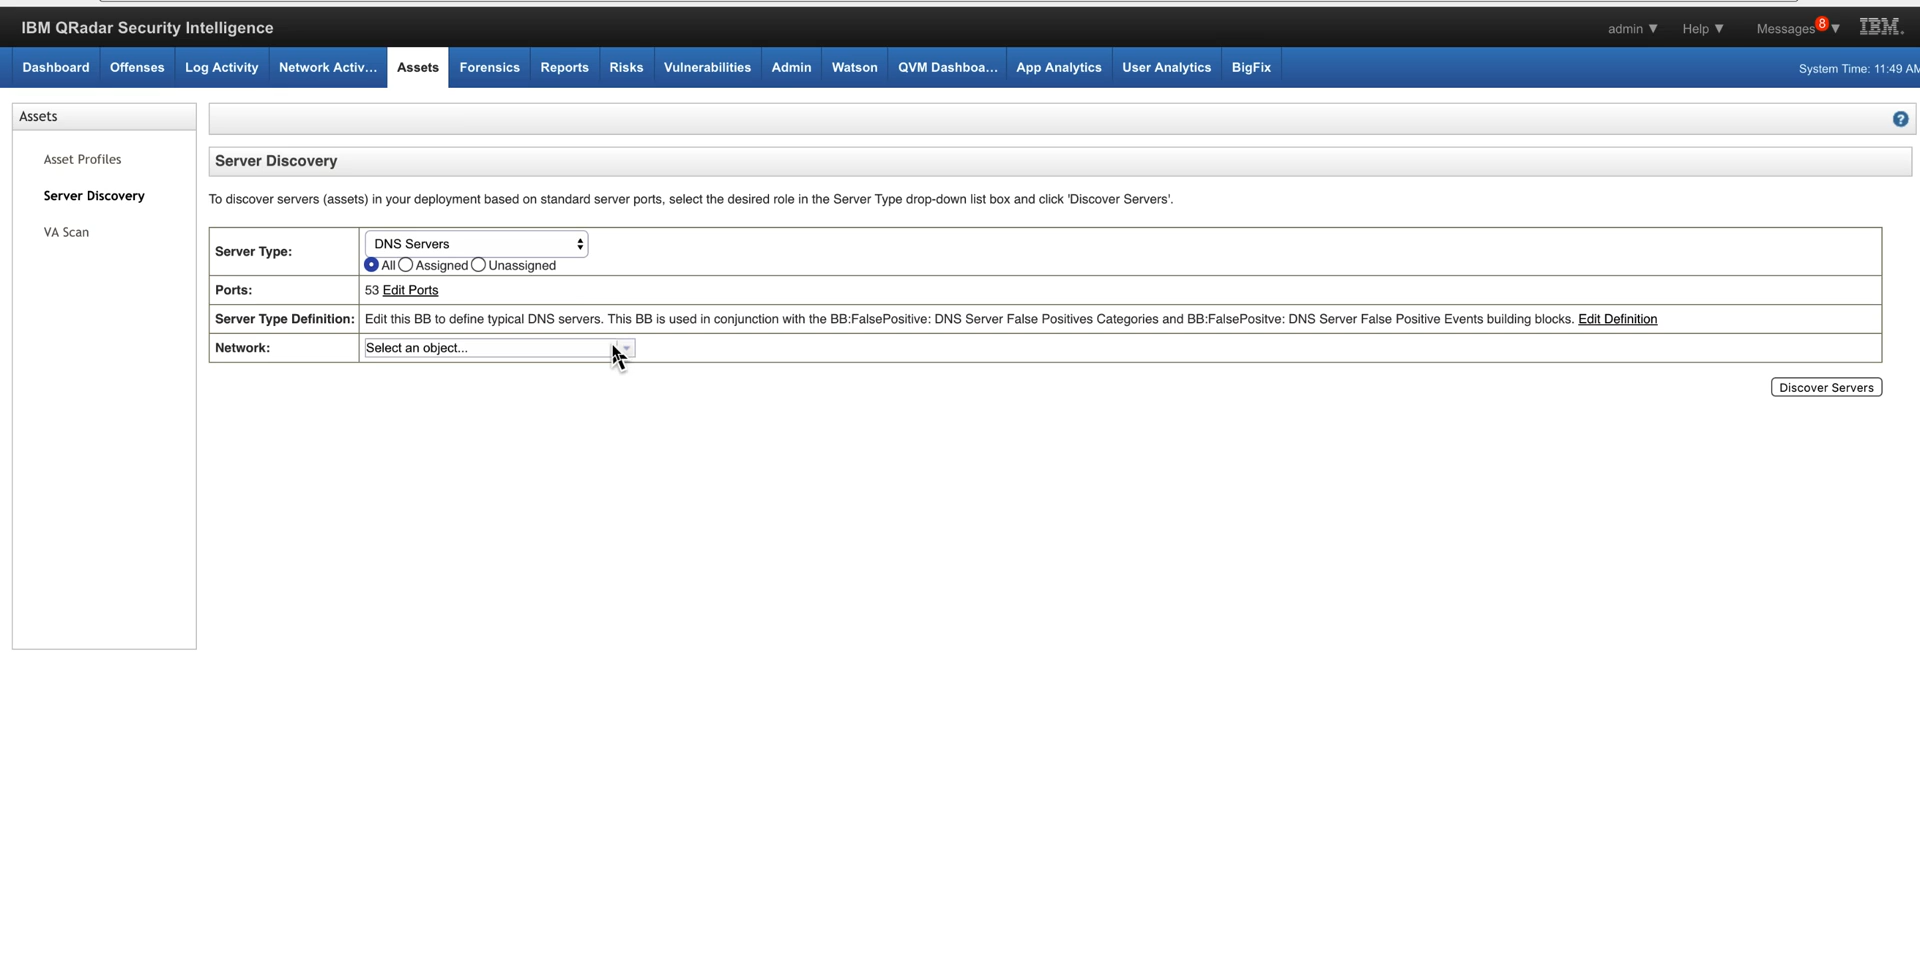 IBM QRadar Security Intelligence
admin ▼ Help ▼ Messages 8 ▼ IBM.
Dashboard Offenses Log Activity Network Activ... Assets Forensics Reports Risks Vulnerabilities Admin Watson QVM Dashboa... App Analytics User Analytics BigFix System Time: 11:49 AM
Assets
Asset Profiles
Server Discovery
VA Scan
?
Server Discovery
To discover servers (assets) in your deployment based on standard server ports, select the desired role in the Server Type drop-down list box and click 'Discover Servers'.
Server Type: DNS Servers
All Assigned Unassigned
Ports: 53 Edit Ports
Server Type Definition: Edit this BB to define typical DNS servers. This BB is used in conjunction with the BB:FalsePositive: DNS Server False Positives Categories and BB:FalsePositve: DNS Server False Positive Events building blocks. Edit Definition
Network: Select an object...
Discover Servers